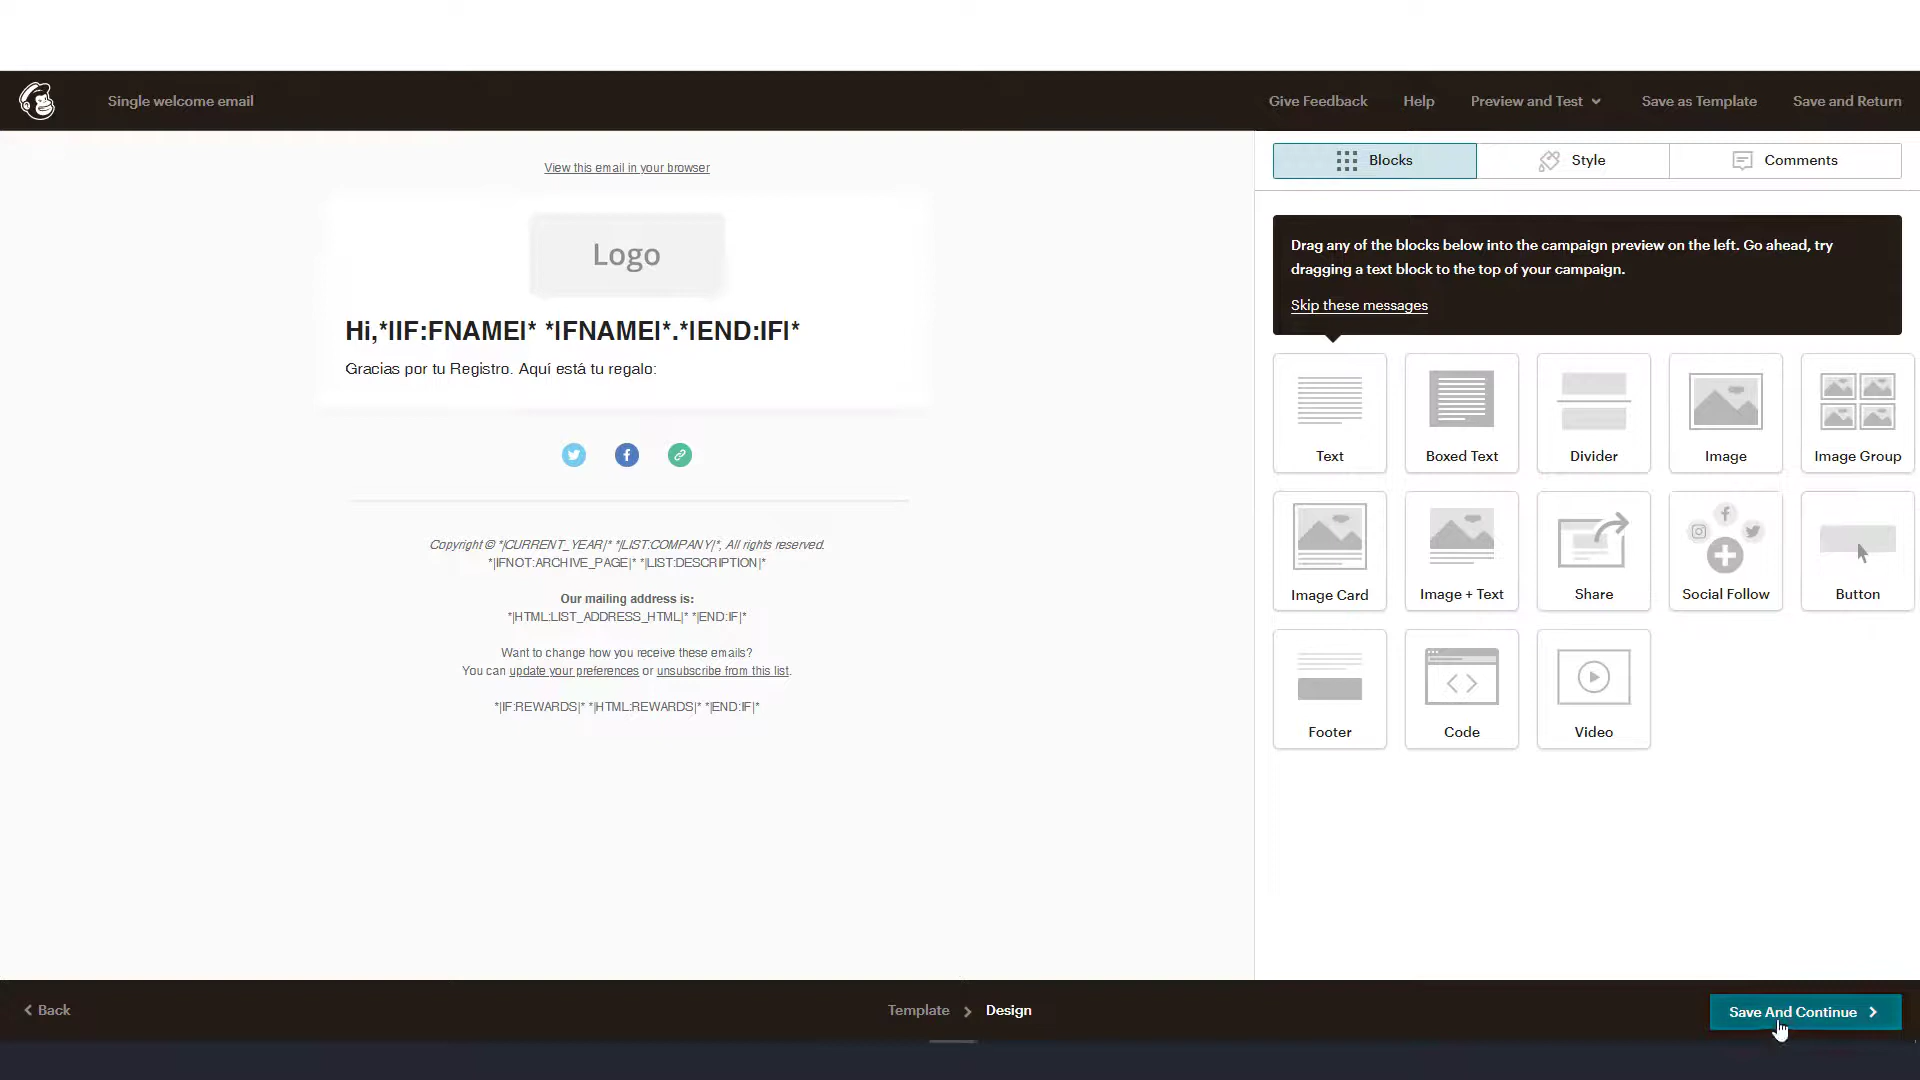 Single welcome email
Give Feedback
Help
Preview and Test
Save as Template
Save and Return
View this email in your browser
Logo
Hi,*|IF:FNAME|* *|FNAME|*.*|END:IF|*
Gracias por tu Registro. Aquí está tu regalo:
Copyright © *|CURRENT_YEAR|* *|LIST:COMPANY|*, All rights reserved.
*|IFNOT:ARCHIVE_PAGE|* *|LIST:DESCRIPTION|*
Our mailing address is:
*|HTML:LIST_ADDRESS_HTML|* *|END:IF|*
Want to change how you receive these emails?
You can update your preferences or unsubscribe from this list.
*|IF:REWARDS|* *|HTML:REWARDS|* *|END:IF|*
Blocks
Style
Comments
Drag any of the blocks below into the campaign preview on the left. Go ahead, try
dragging a text block to the top of your campaign.
Skip these messages
Text
Boxed Text
Divider
Image
Image Group
Image Card
Image + Text
Share
Social Follow
Button
Footer
Code
Video
Back
Template
Design
Save And Continue